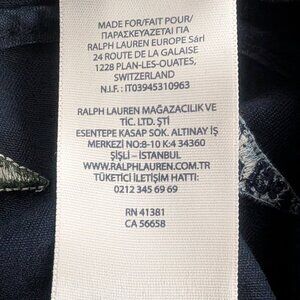 MADE FOR/FAIT POUR/
ΠΑΡΑΣΚΕΥΑΖΕΤΑΙ ΓΙΑ
RALPH LAUREN EUROPE Sárl
24 ROUTE DE LA GALAISE
1228 PLAN-LES-OUATES,
SWITZERLAND
N.I.F. : IT03945310963
RALPH LAUREN MAĞAZACILIK VE
TİC. LTD. ŞTİ
ESENTEPE KASAP SOK. ALTINAY İŞ
MERKEZİ NO:8-10 K:4 34360
ŞİŞLİ – İSTANBUL
WWW.RALPHLAUREN.COM.TR
TÜKETİCİ İLETİŞİM HATTI:
0212 345 69 69
RN 41381
CA 56658